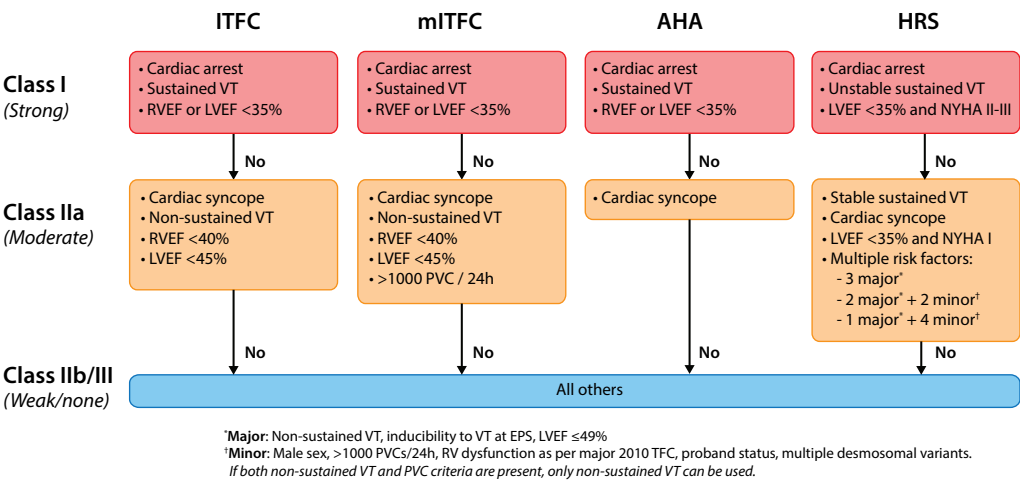 ITFC
mITFC
AHA
HRS
Class I
(Strong)
• Cardiac arrest
• Sustained VT
• RVEF or LVEF <35%
• Cardiac arrest
• Sustained VT
• RVEF or LVEF <35%
• Cardiac arrest
• Sustained VT
• RVEF or LVEF <35%
• Cardiac arrest
• Unstable sustained VT
• LVEF <35% and NYHA II-III
No
No
No
No
Class IIa
(Moderate)
• Cardiac syncope
• Non-sustained VT
• RVEF <40%
• LVEF <45%
• Cardiac syncope
• Non-sustained VT
• RVEF <40%
• LVEF <45%
• >1000 PVC / 24h
• Cardiac syncope
• Stable sustained VT
• Cardiac syncope
• LVEF <35% and NYHA I
• Multiple risk factors:
- 3 major*
- 2 major* + 2 minor†
- 1 major* + 4 minor†
No
No
No
No
Class IIb/III
(Weak/none)
All others
*Major: Non-sustained VT, inducibility to VT at EPS, LVEF ≤49%
†Minor: Male sex, >1000 PVCs/24h, RV dysfunction as per major 2010 TFC, proband status, multiple desmosomal variants.
If both non-sustained VT and PVC criteria are present, only non-sustained VT can be used.